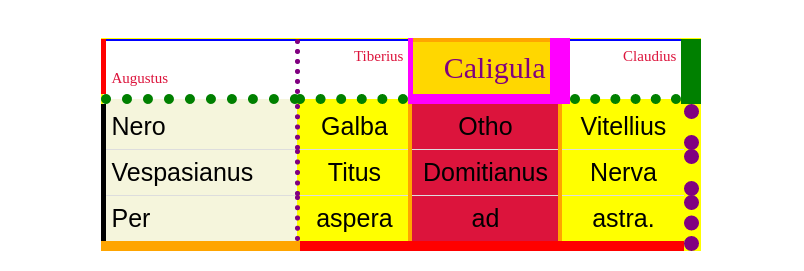 Augustus Tiberius Caligula Claudius
Nero Galba Otho Vitellius
Vespasianus Titus Domitianus Nerva
Per aspera ad astra.